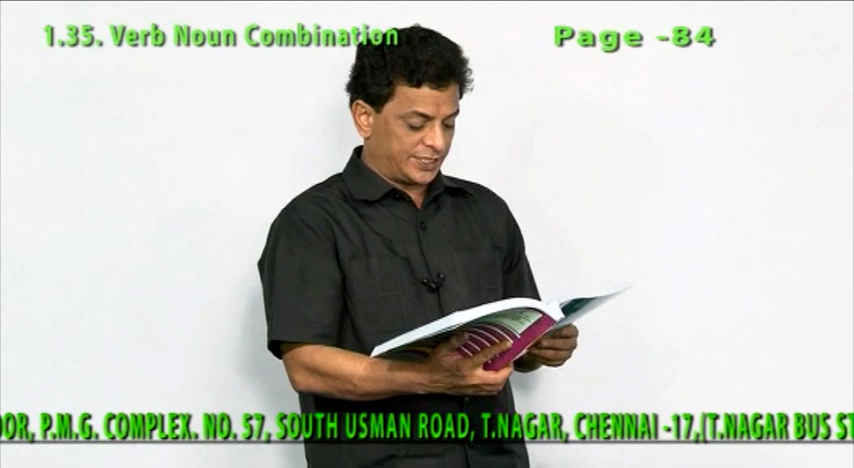 1.35. Verb Noun Combination
Page -84
OOR, P.M.G. COMPLEX. NO. 57, SOUTH USMAN ROAD, T.NAGAR, CHENNAI -17,(T.NAGAR BUS ST